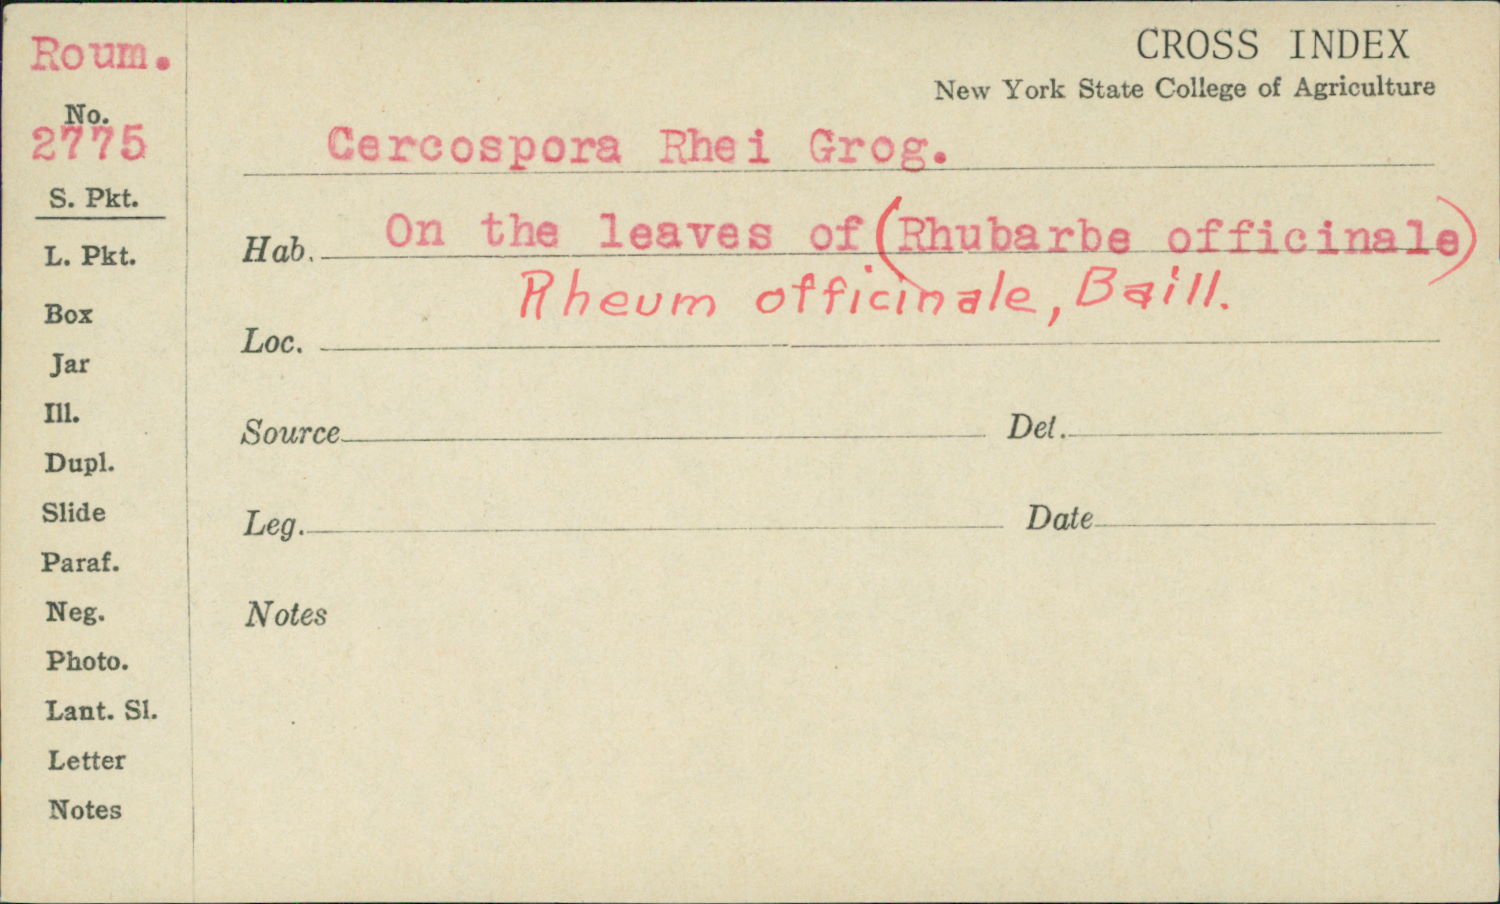 Roum.
No.
2775
S. Pkt.
L. Pkt.
Box
Jar
Ill.
Dupl.
Slide
Paraf.
Neg.
Photo.
Lant. Sl.
Letter
Notes
CROSS INDEX
New York State College of Agriculture
Cercospora Rhei Grog.
Hab. On the leaves of (Rhubarbe officinale)
Rheum officinale, Baill.
Loc.
Source Det.
Leg. Date
Notes